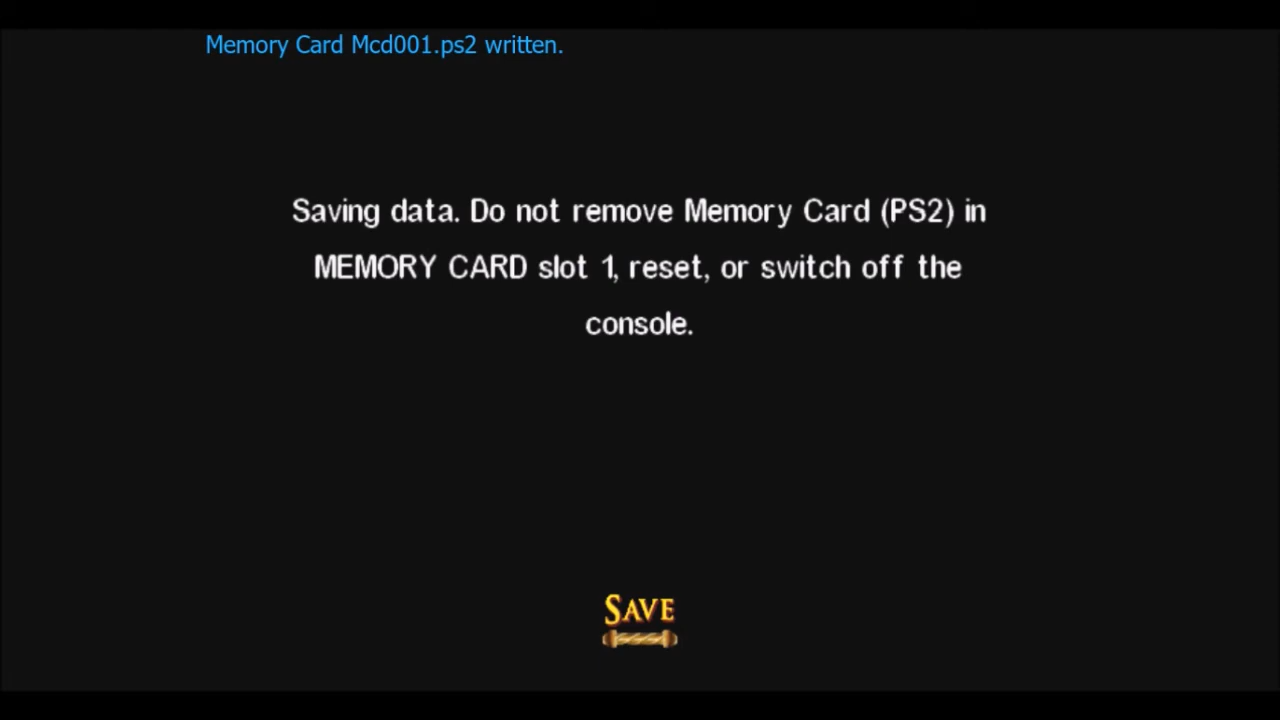 Memory Card Mcd001.ps2 written.
Saving data. Do not remove Memory Card (PS2) in
MEMORY CARD slot 1, reset, or switch off the
console.
SAVE